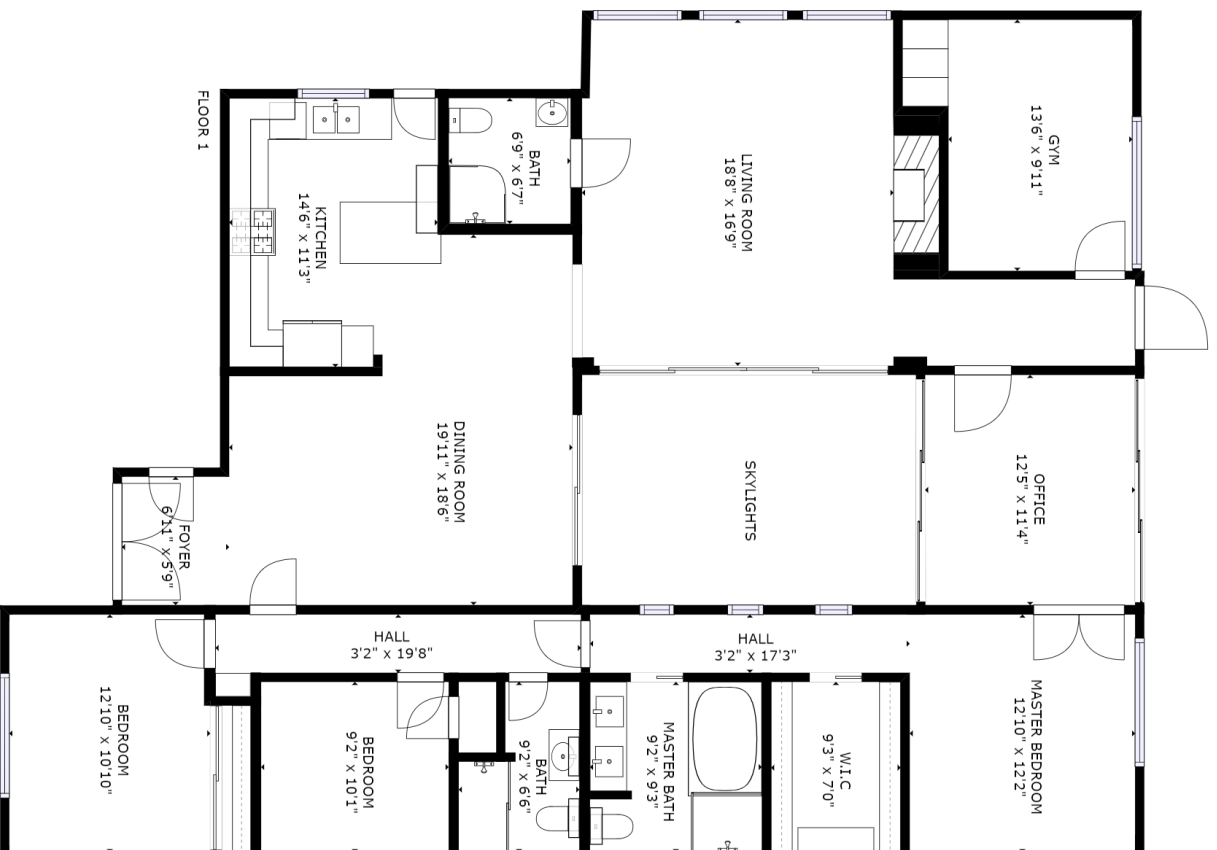 FLOOR 1
GYM
13'6" x 9'11"
LIVING ROOM
18'8" x 16'9"
BATH
6'9" x 6'7"
KITCHEN
14'6" x 11'3"
DINING ROOM
19'11" x 18'6"
SKYLIGHTS
OFFICE
12'5" x 11'4"
FOYER
6'11" x 5'9"
HALL
3'2" x 19'8"
HALL
3'2" x 17'3"
BEDROOM
12'10" x 10'10"
BEDROOM
9'2" x 10'1"
BATH
9'2" x 6'6"
MASTER BATH
9'2" x 9'3"
W.I.C
9'3" x 7'0"
MASTER BEDROOM
12'10" x 12'2"